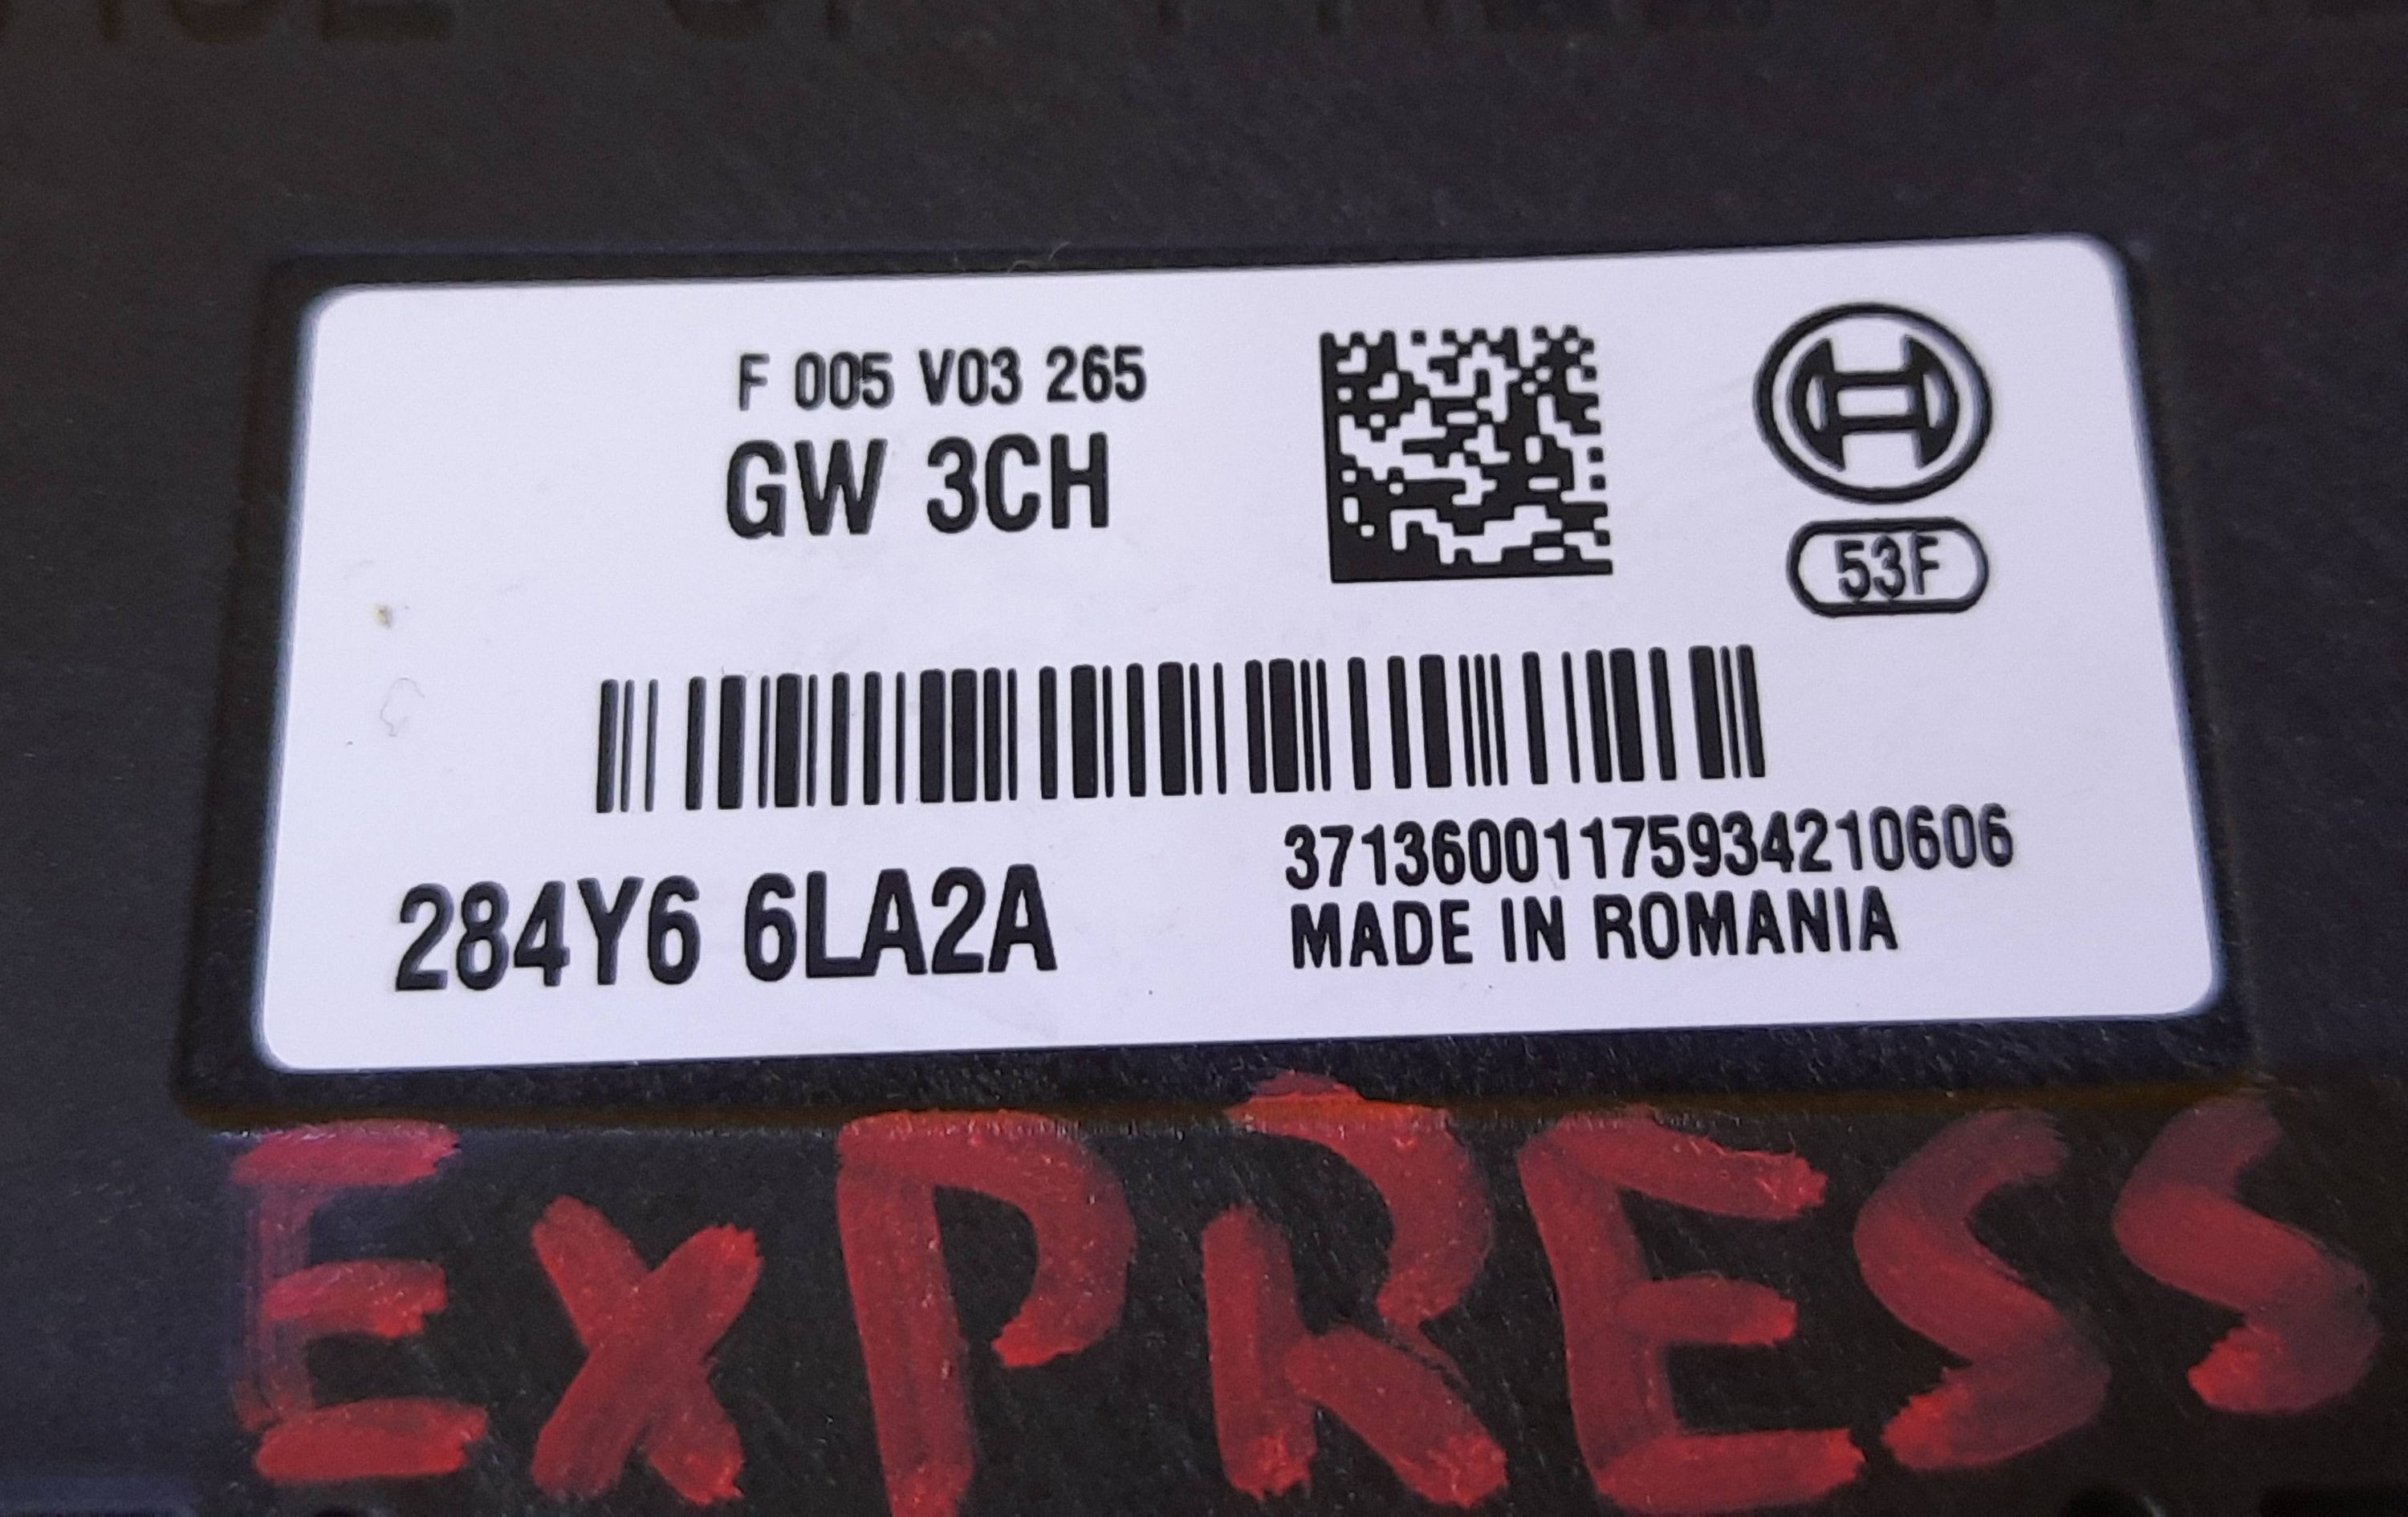 F 005 V03 265
GW 3CH
53F
284Y6 6LA2A
37136001175934210606
MADE IN ROMANIA
EXPRESS